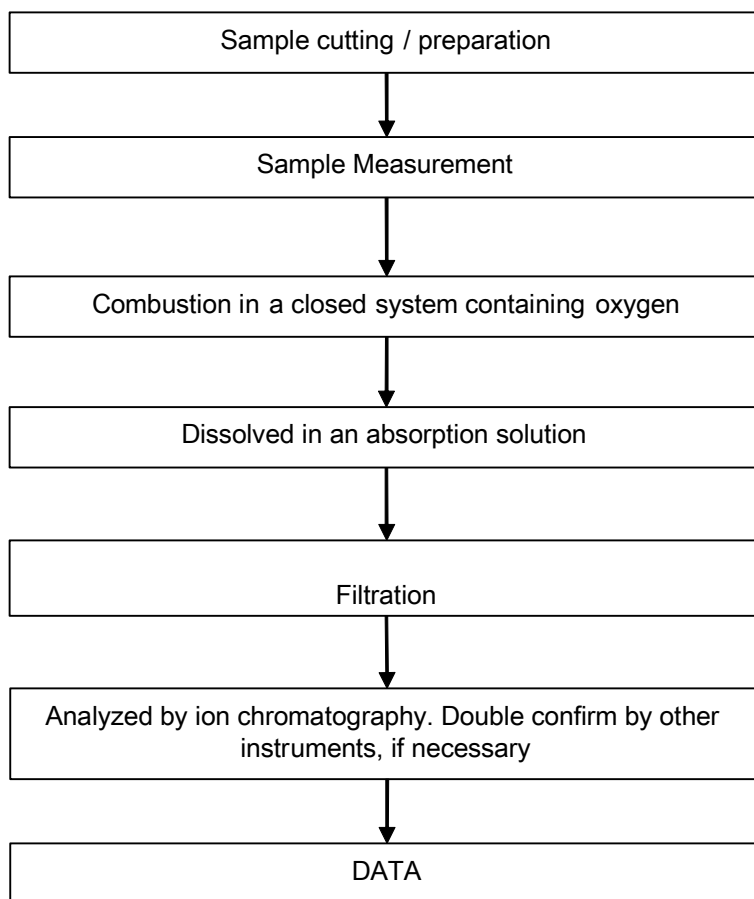 Sample cutting / preparation
Sample Measurement
Combustion in a closed system containing oxygen
Dissolved in an absorption solution
Filtration
Analyzed by ion chromatography. Double confirm by other
instruments, if necessary
DATA